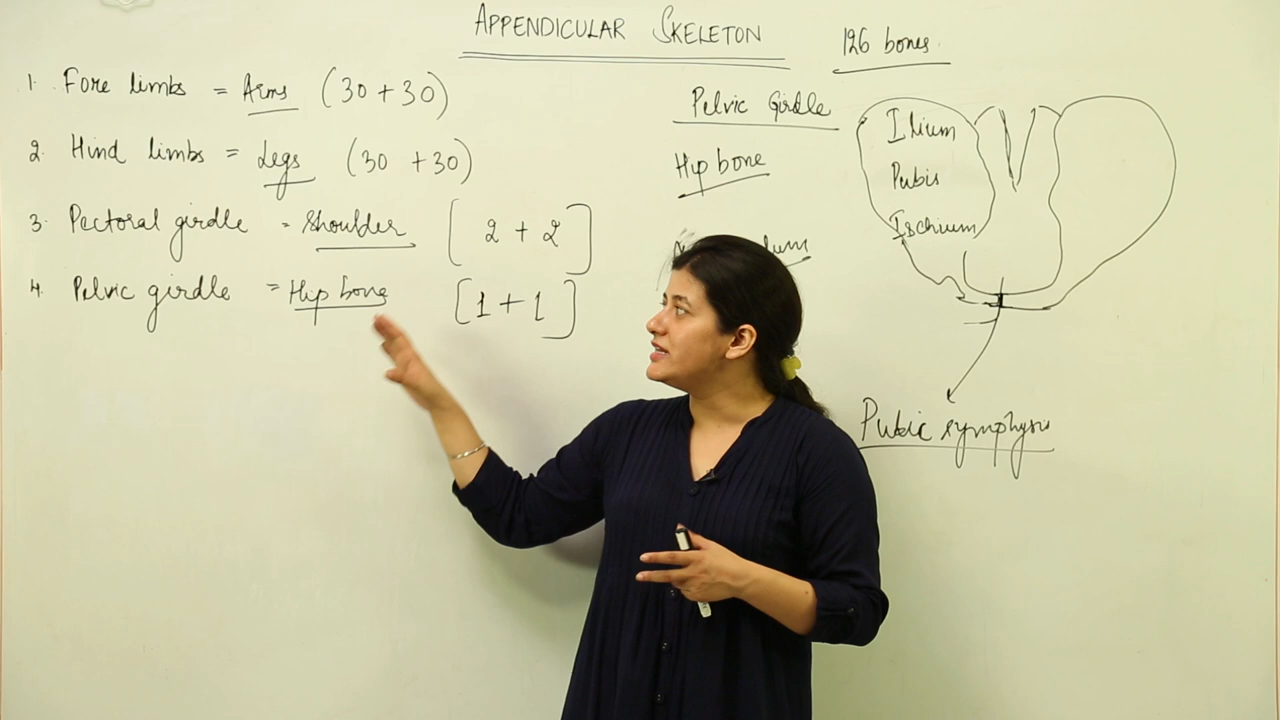 APPENDICULAR SKELETON
126 bones.
1. Fore limbs = Arms (30 + 30)
2. Hind limbs = Legs (30 + 30)
3. Pectoral girdle = Shoulder [2 + 2]
4. Pelvic girdle = Hip bone [1 + 1]
Pelvic Girdle
Hip bone
Ilium
Pubis
Ischium
Pubic symphysis